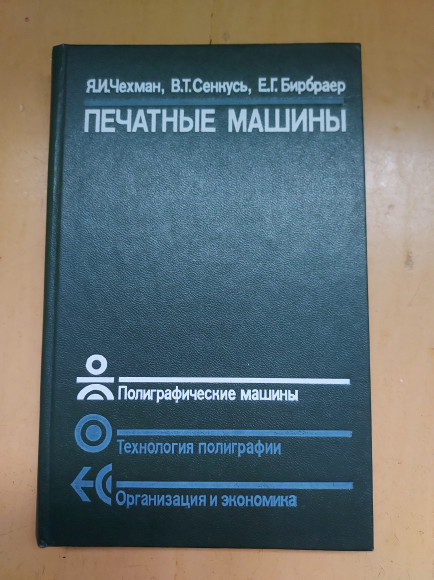 Я.И.Чехман, В.Т.Сенкусь, Е.Г.Бирбраер
ПЕЧАТНЫЕ МАШИНЫ
Полиграфические машины
Технология полиграфии
Организация и экономика